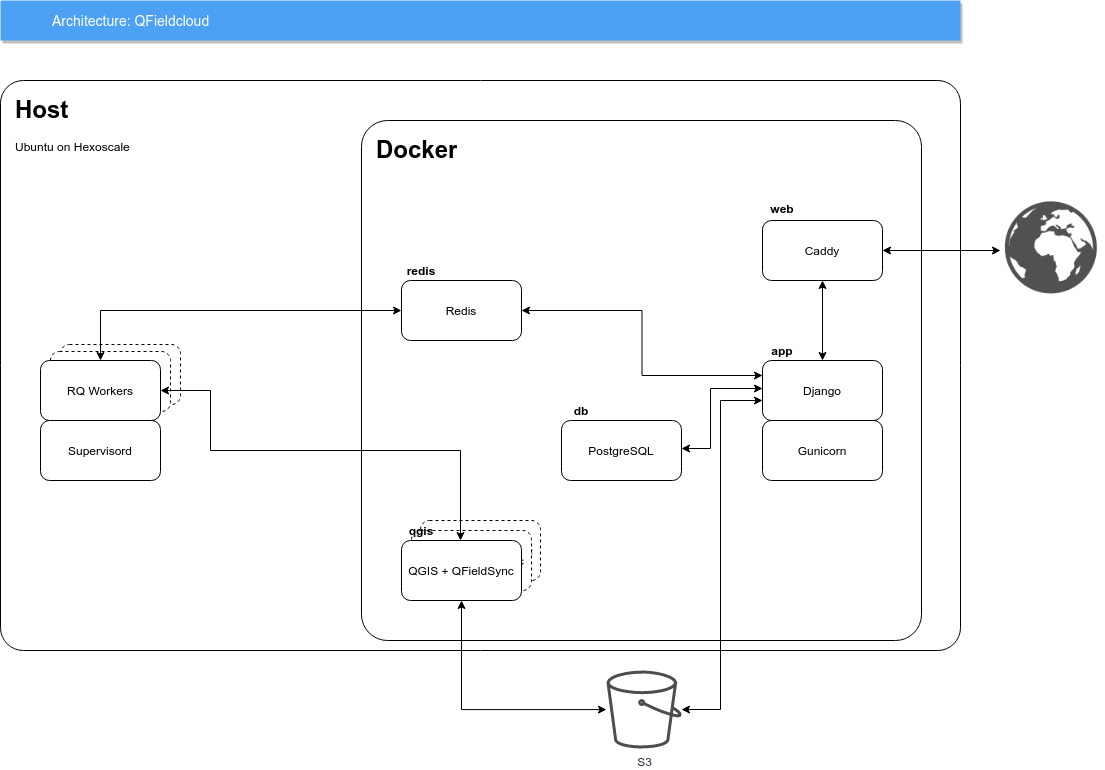 Architecture: QFieldcloud
Host
Ubuntu on Hexoscale
Docker
web
Caddy
redis
Redis
app
RQ Workers
Django
db
Supervisord
PostgreSQL
Gunicorn
qgis
QGIS + QFieldSync
S3